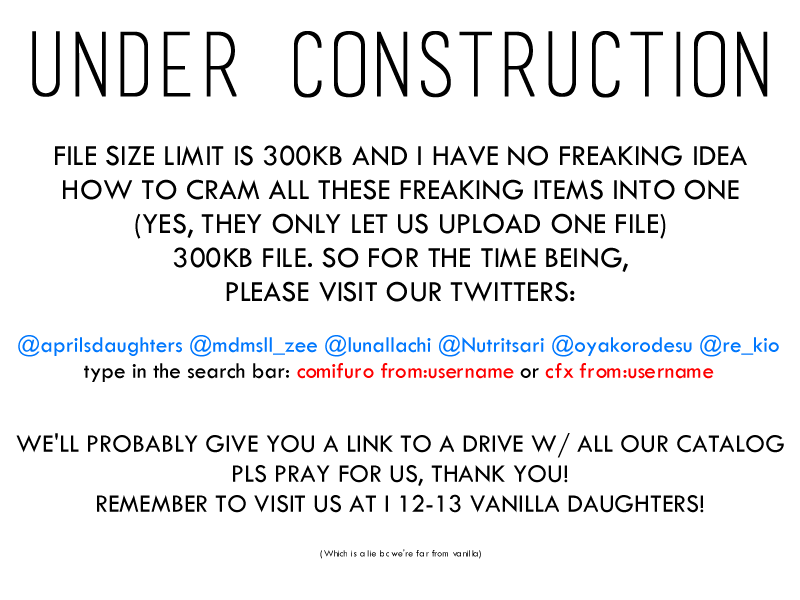 UNDER CONSTRUCTION
FILE SIZE LIMIT IS 300KB AND I HAVE NO FREAKING IDEA
HOW TO CRAM ALL THESE FREAKING ITEMS INTO ONE
(YES, THEY ONLY LET US UPLOAD ONE FILE)
300KB FILE. SO FOR THE TIME BEING,
PLEASE VISIT OUR TWITTERS:
@aprilsdaughters @mdmsll_zee @lunallachi @Nutritsari @oyakorodesu @re_kio
type in the search bar: comifuro from:username or cfx from:username
WE'LL PROBABLY GIVE YOU A LINK TO A DRIVE W/ ALL OUR CATALOG
PLS PRAY FOR US, THANK YOU!
REMEMBER TO VISIT US AT I 12-13 VANILLA DAUGHTERS!
(Which is a lie bc we're far from vanilla)